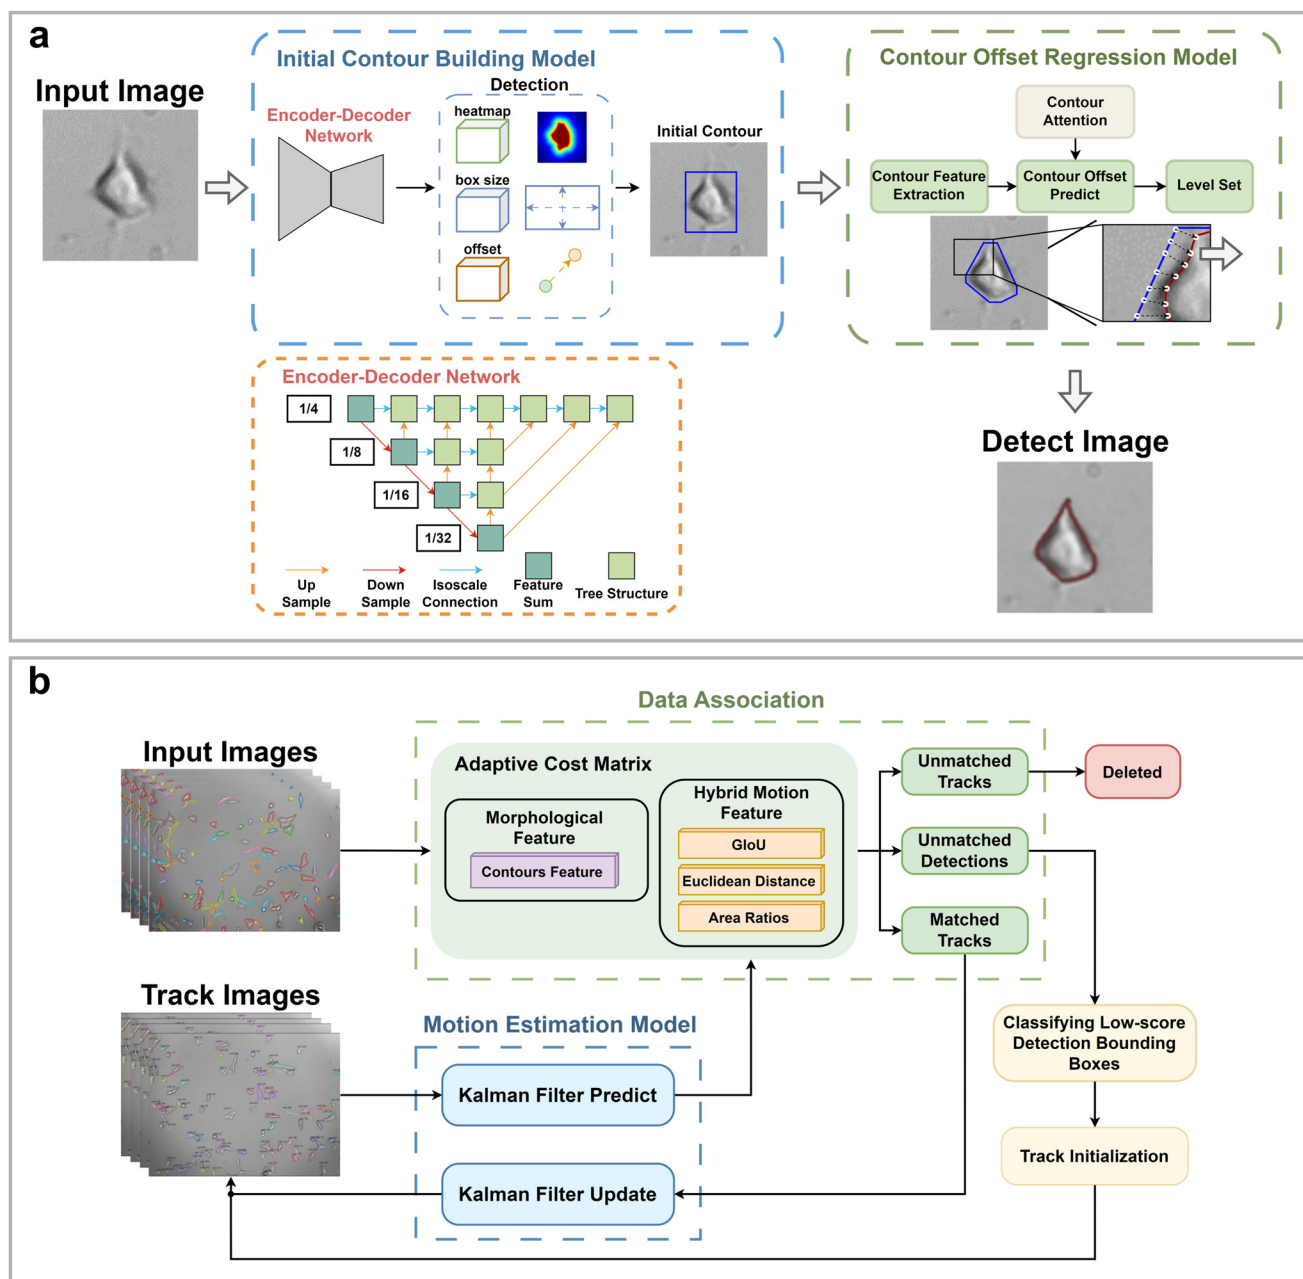 a
Input Image
Initial Contour Building Model
Encoder-Decoder
Network
Detection
heatmap
box size
offset
Initial Contour
Contour Offset Regression Model
Contour
Attention
Contour Feature
Extraction
Contour Offset
Predict
Level Set
Encoder-Decoder Network
1/4
1/8
1/16
1/32
Up
Sample
Down
Sample
Isoscale
Connection
Feature
Sum
Tree Structure
Detect Image
b
Data Association
Input Images
Adaptive Cost Matrix
Morphological
Feature
Contours Feature
Hybrid Motion
Feature
GIoU
Euclidean Distance
Area Ratios
Unmatched
Tracks
Deleted
Unmatched
Detections
Matched
Tracks
Track Images
Motion Estimation Model
Kalman Filter Predict
Kalman Filter Update
Classifying Low-score
Detection Bounding
Boxes
Track Initialization